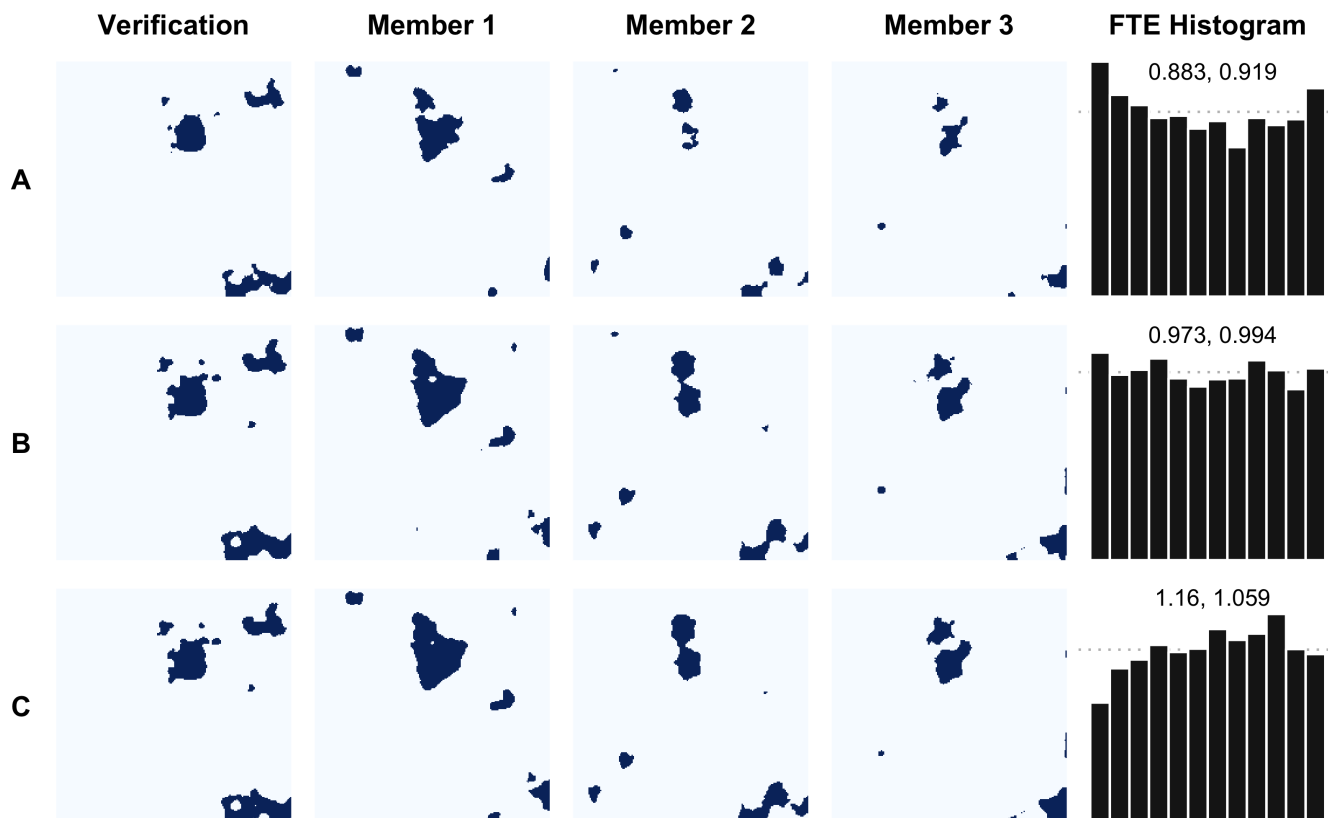 Verification Member 1 Member 2 Member 3 FTE Histogram
A
0.883, 0.919
B
0.973, 0.994
C
1.16, 1.059